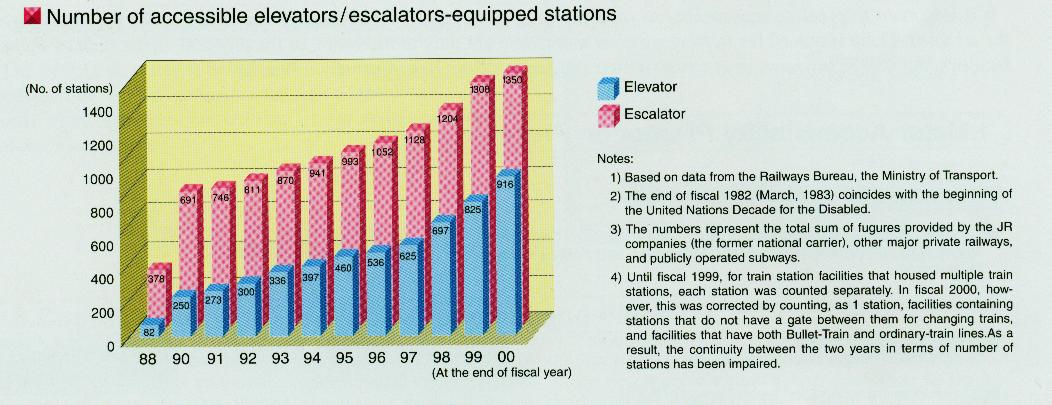 Number of accessible elevators/escalators-equipped stations
(No. of stations)
1400
1200
1000
800
600
400
200
0
378
691
746
811
870
941
993
1052
1128
1204
1308
1350
82
250
273
300
336
397
460
536
625
697
825
916
88 90 91 92 93 94 95 96 97 98 99 00
(At the end of fiscal year)
Elevator
Escalator
Notes:
1) Based on data from the Railways Bureau, the Ministry of Transport.
2) The end of fiscal 1982 (March, 1983) coincides with the beginning of
the United Nations Decade for the Disabled.
3) The numbers represent the total sum of fugures provided by the JR
companies (the former national carrier), other major private railways,
and publicly operated subways.
4) Until fiscal 1999, for train station facilities that housed multiple train
stations, each station was counted separately. In fiscal 2000, how-
ever, this was corrected by counting, as 1 station, facilities containing
stations that do not have a gate between them for changing trains,
and facilities that have both Bullet-Train and ordinary-train lines.As a
result, the continuity between the two years in terms of number of
stations has been impaired.